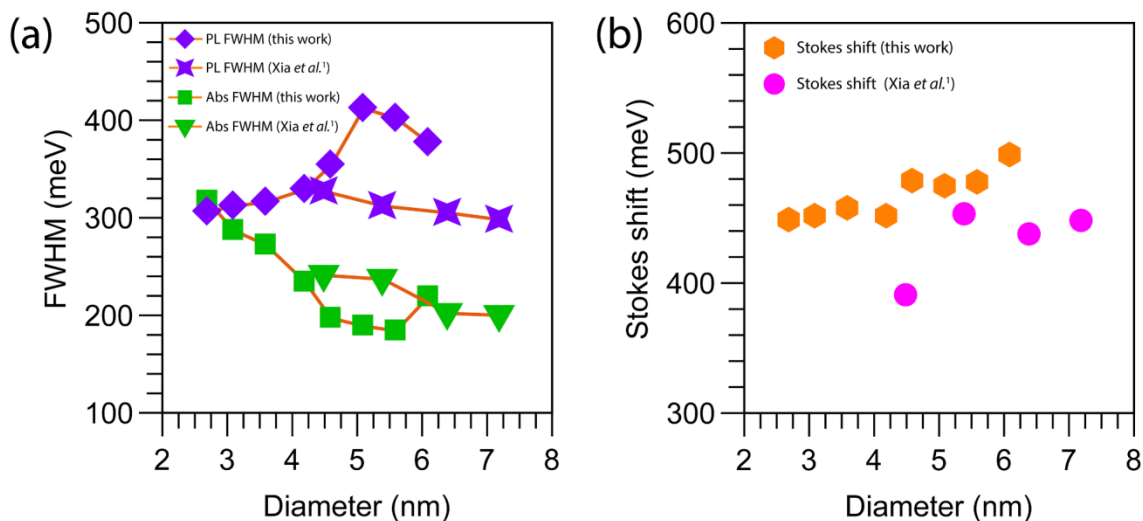 (a)
500
400
300
200
100
FWHM (meV)
PL FWHM (this work)
PL FWHM (Xia et al.¹)
Abs FWHM (this work)
Abs FWHM (Xia et al.¹)
2 3 4 5 6 7 8
Diameter (nm)
(b)
600
500
400
300
Stokes shift (meV)
Stokes shift (this work)
Stokes shift (Xia et al.¹)
2 3 4 5 6 7 8
Diameter (nm)